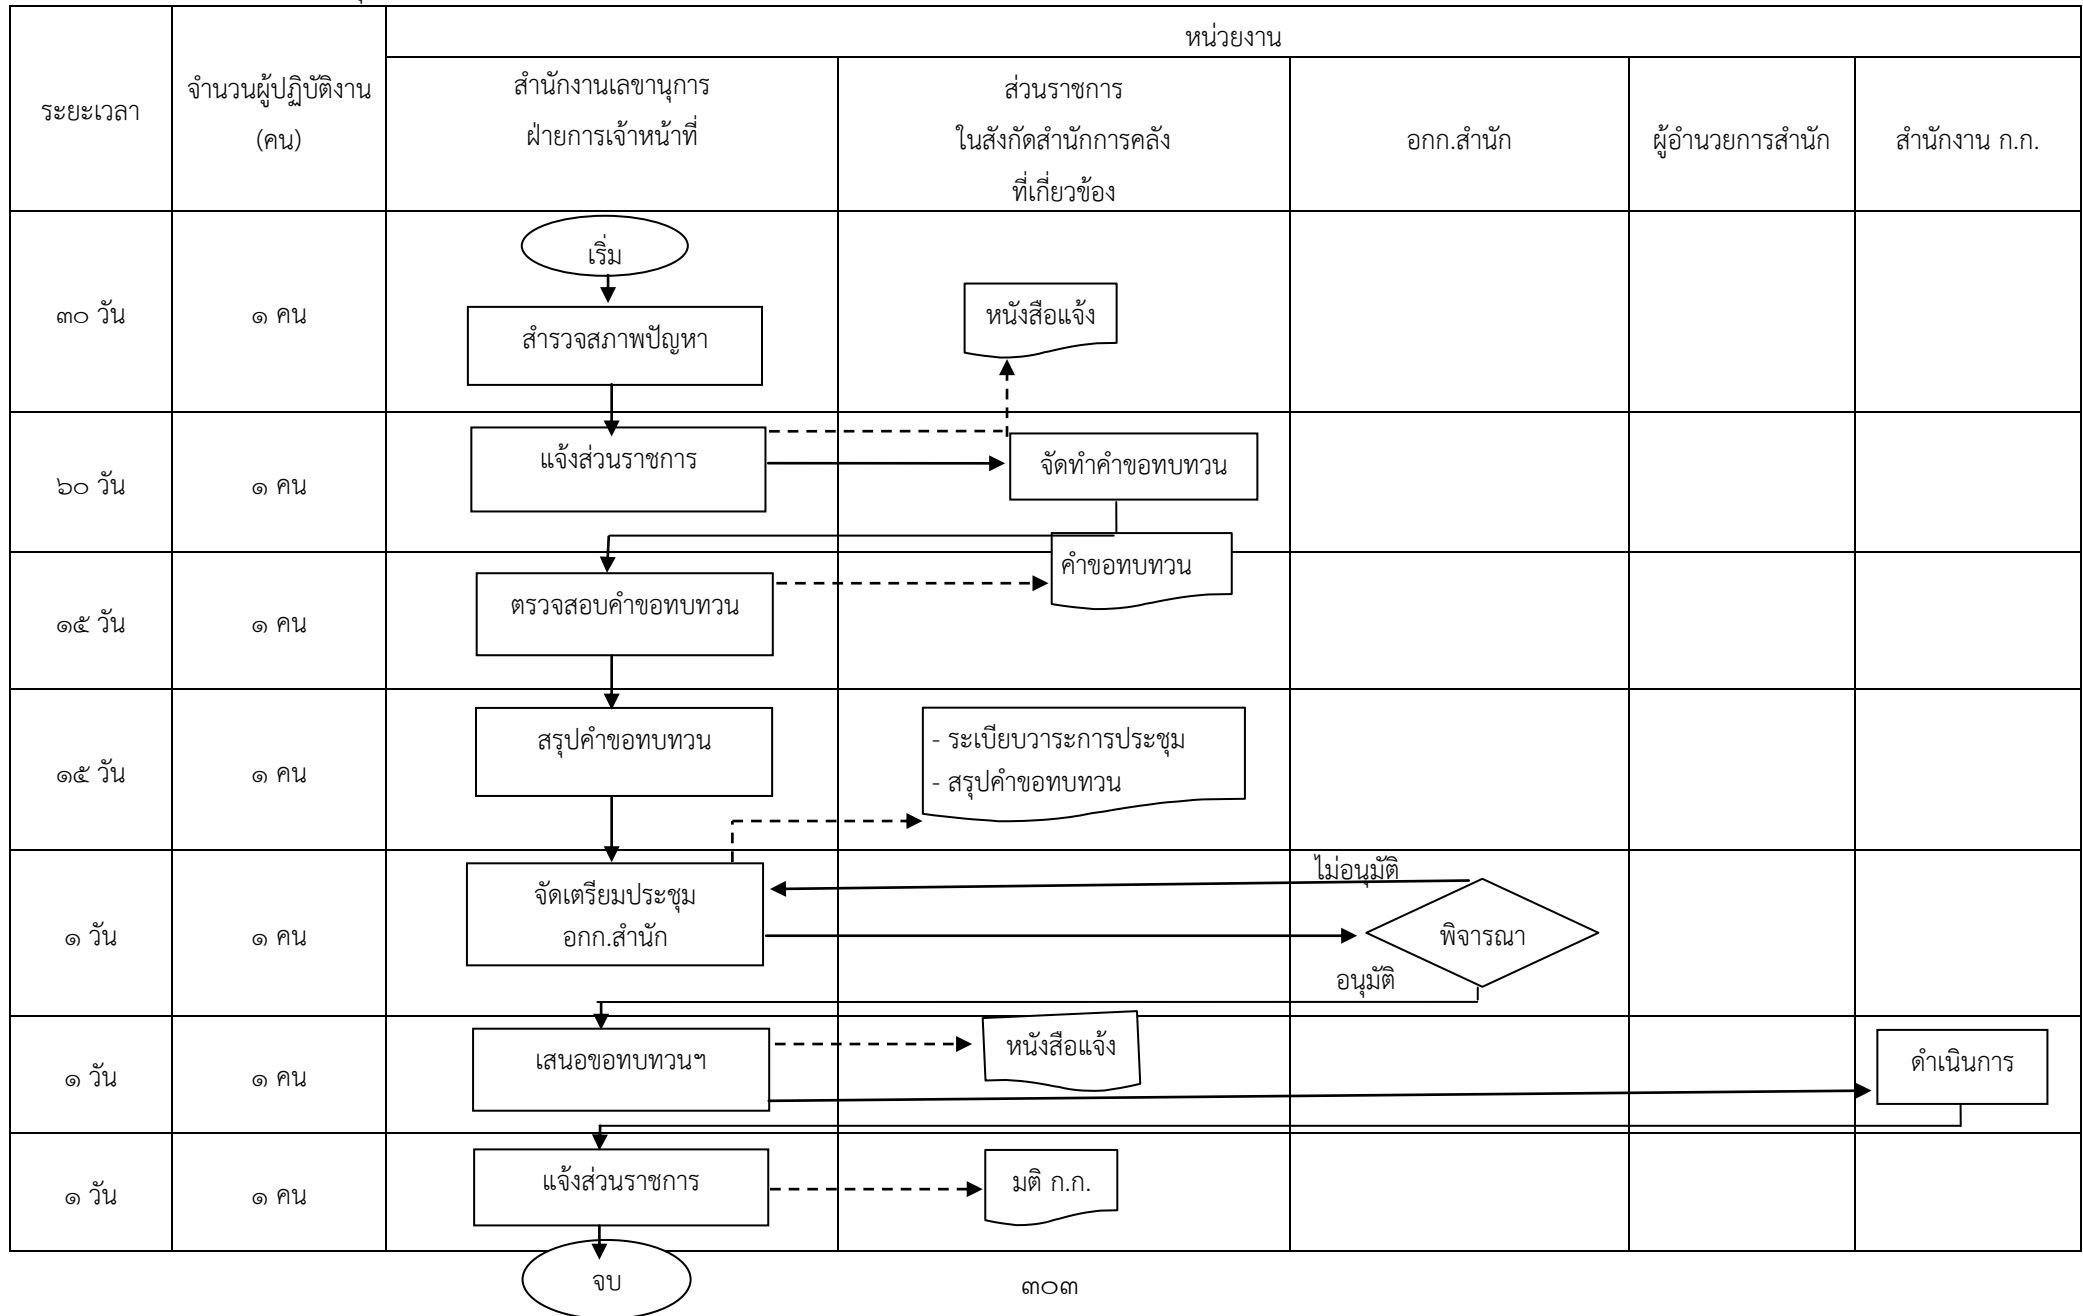 หน่วยงาน
ระยะเวลา
จำนวนผู้ปฏิบัติงาน
(คน)
สำนักงานเลขานุการ
ฝ่ายการเจ้าหน้าที่
ส่วนราชการ
ในสังกัดสำนักการคลัง
ที่เกี่ยวข้อง
อกก.สำนัก
ผู้อำนวยการสำนัก
สำนักงาน ก.ก.
๓๐ วัน
๑ คน
เริ่ม
สำรวจสภาพปัญหา
หนังสือแจ้ง
๖๐ วัน
๑ คน
แจ้งส่วนราชการ
จัดทำคำขอทบทวน
๑๕ วัน
๑ คน
ตรวจสอบคำขอทบทวน
คำขอทบทวน
๑๕ วัน
๑ คน
สรุปคำขอทบทวน
- ระเบียบวาระการประชุม
- สรุปคำขอทบทวน
๑ วัน
๑ คน
จัดเตรียมประชุม
อกก.สำนัก
ไม่อนุมัติ
พิจารณา
อนุมัติ
๑ วัน
๑ คน
เสนอขอทบทวนฯ
หนังสือแจ้ง
ดำเนินการ
๑ วัน
๑ คน
แจ้งส่วนราชการ
มติ ก.ก.
จบ
๓๐๓